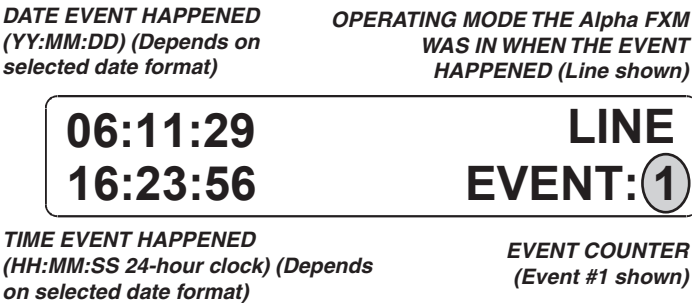 DATE EVENT HAPPENED
(YY:MM:DD) (Depends on
selected date format)
OPERATING MODE THE Alpha FXM
WAS IN WHEN THE EVENT
HAPPENED (Line shown)
06:11:29 LINE
16:23:56 EVENT: 1
TIME EVENT HAPPENED
(HH:MM:SS 24-hour clock) (Depends
on selected date format)
EVENT COUNTER
(Event #1 shown)